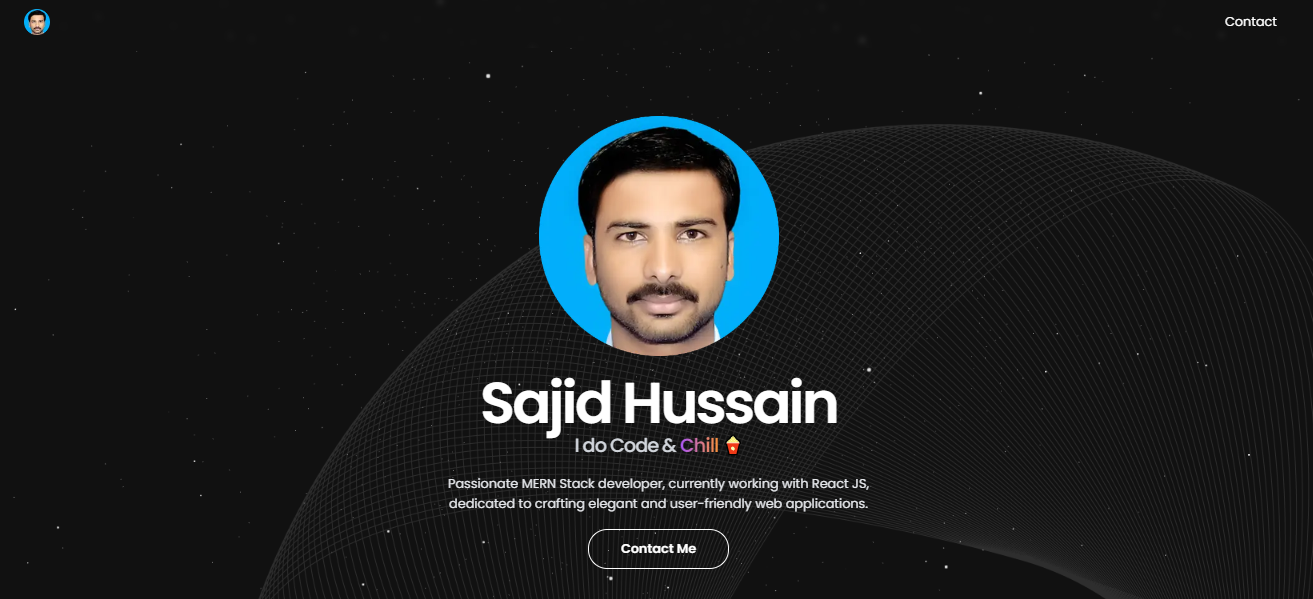 Contact
Sajid Hussain
I do Code & Chill 🍿
Passionate MERN Stack developer, currently working with React JS,
dedicated to crafting elegant and user-friendly web applications.
Contact Me